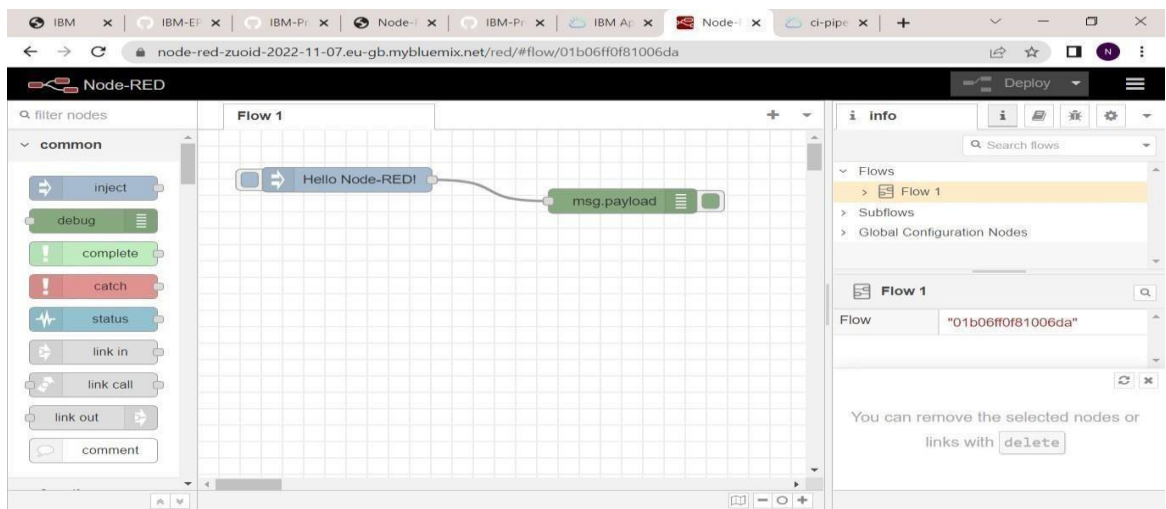 IBM
IBM-EF
IBM-Pr
Node-
IBM-Pr
IBM Ap
Node-
ci-pipe
node-red-zuoid-2022-11-07.eu-gb.mybluemix.net/red/#flow/01b06ff0f81006da
N
Node-RED
Deploy
filter nodes
common
inject
debug
complete
catch
status
link in
link call
link out
comment
Flow 1
Hello Node-RED!
msg.payload
i info
i
Search flows
Flows
Flow 1
Subflows
Global Configuration Nodes
Flow 1
Flow "01b06ff0f81006da"
You can remove the selected nodes or
links with delete